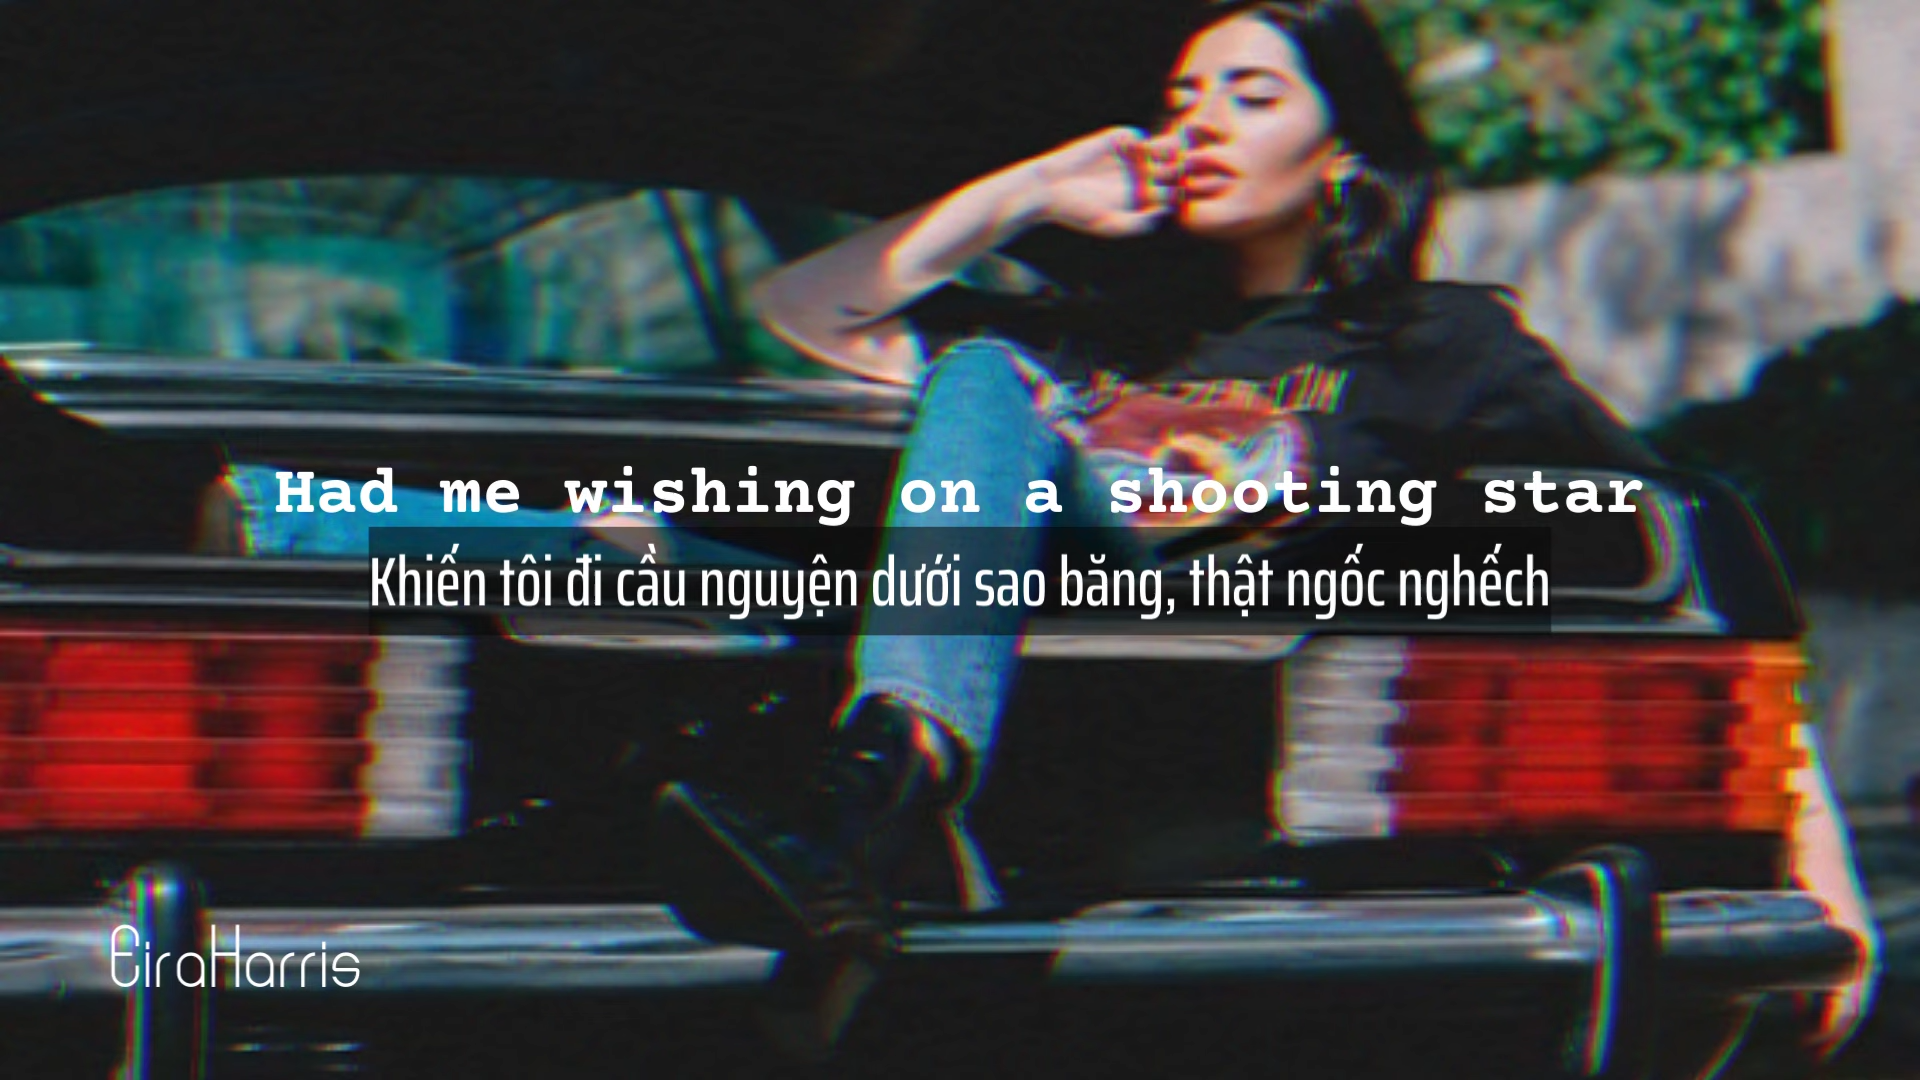 Had me wishing on a shooting star
Khiến tôi đi cầu nguyện dưới sao băng, thật ngốc nghếch
EiraHarris